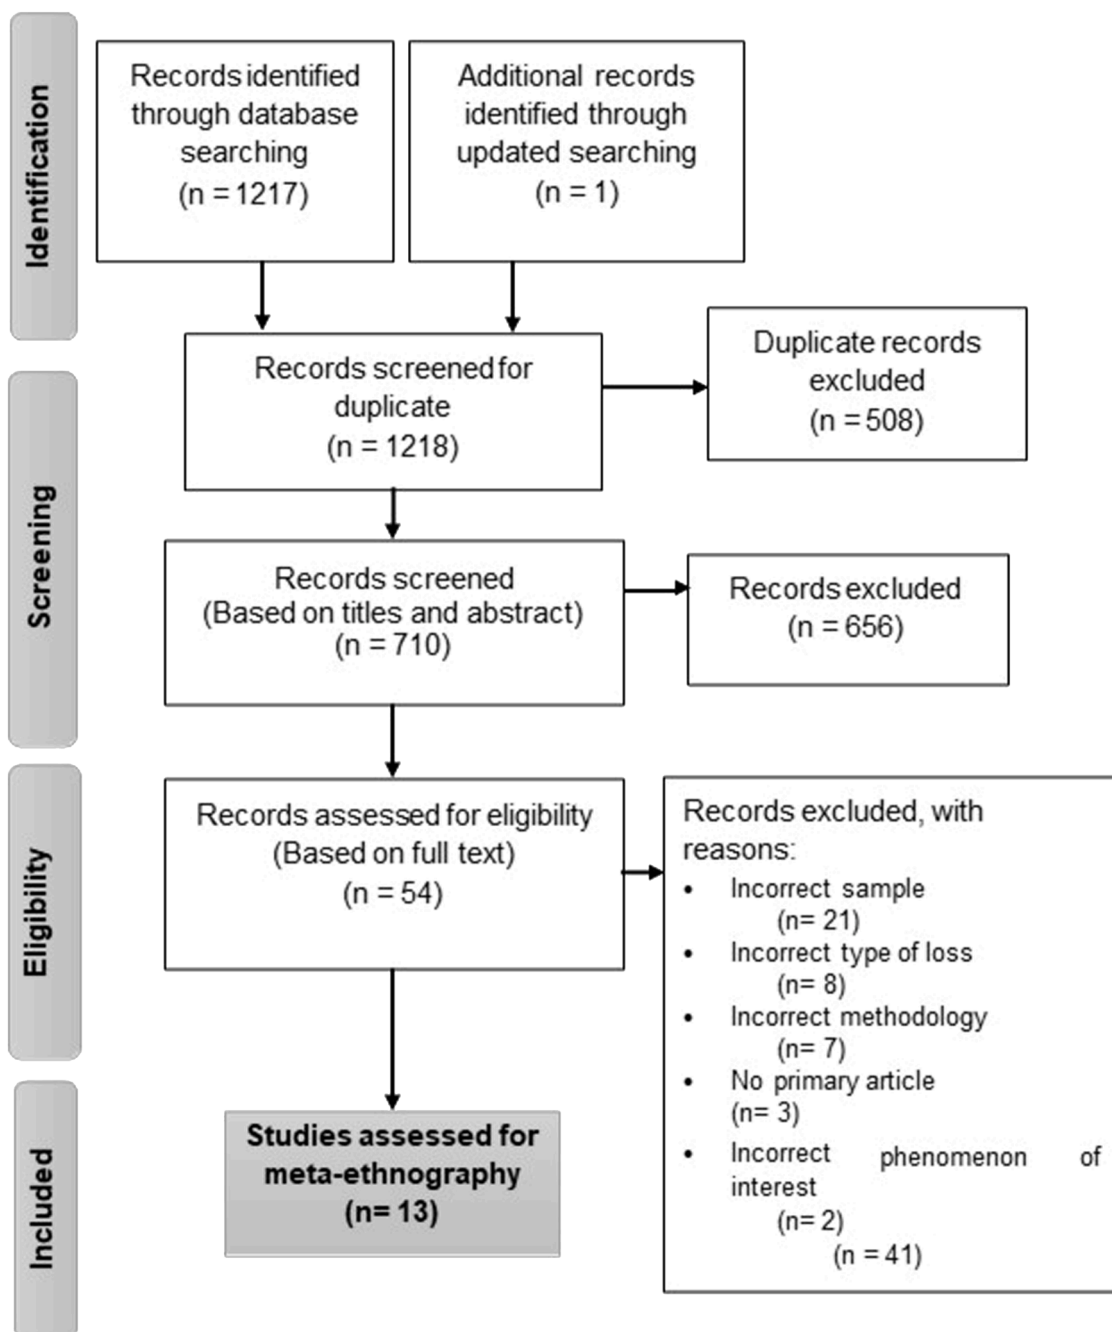 Identification
Records identified
through database
searching
(n = 1217)
Additional records
identified through
updated searching
(n = 1)
Screening
Records screened for
duplicate
(n = 1218)
Duplicate records
excluded
(n = 508)
Records screened
(Based on titles and abstract)
(n = 710)
Records excluded
(n = 656)
Eligibility
Records assessed for eligibility
(Based on full text)
(n = 54)
Records excluded, with
reasons:
• Incorrect sample
(n= 21)
• Incorrect type of loss
(n= 8)
• Incorrect methodology
(n= 7)
• No primary article
(n= 3)
• Incorrect phenomenon of
interest
(n= 2)
(n = 41)
Included
Studies assessed for
meta-ethnography
(n= 13)